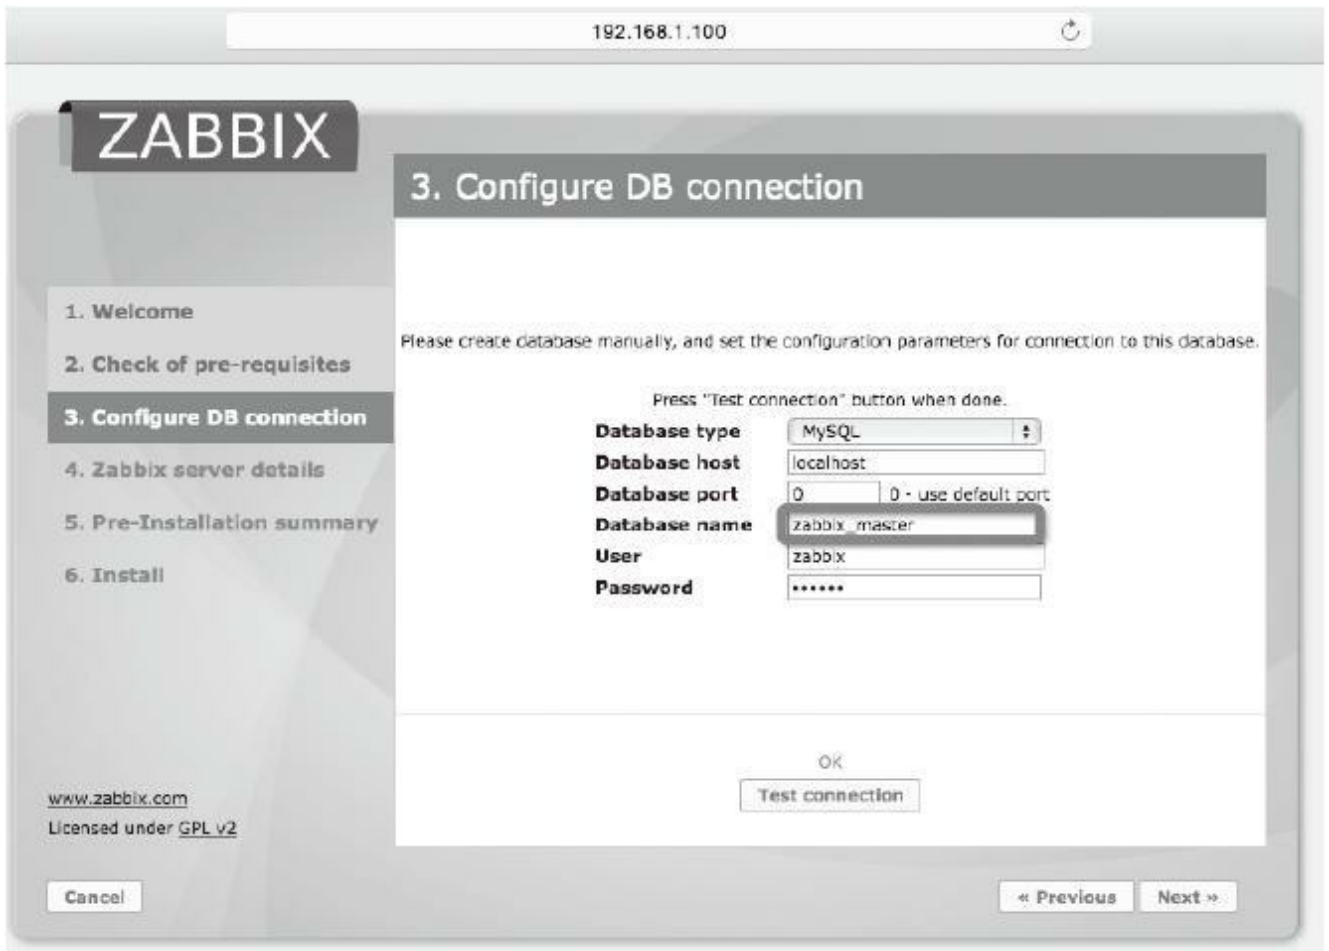 192.168.1.100
ZABBIX
3. Configure DB connection
1. Welcome
2. Check of pre-requisites
3. Configure DB connection
4. Zabbix server details
5. Pre-Installation summary
6. Install
Please create database manually, and set the configuration parameters for connection to this database.
Press "Test connection" button when done.
Database type MySQL
Database host localhost
Database port 0 0 - use default port
Database name zabbix_master
User zabbix
Password ••••••
OK
Test connection
www.zabbix.com
Licensed under GPL v2
Cancel
« Previous Next »